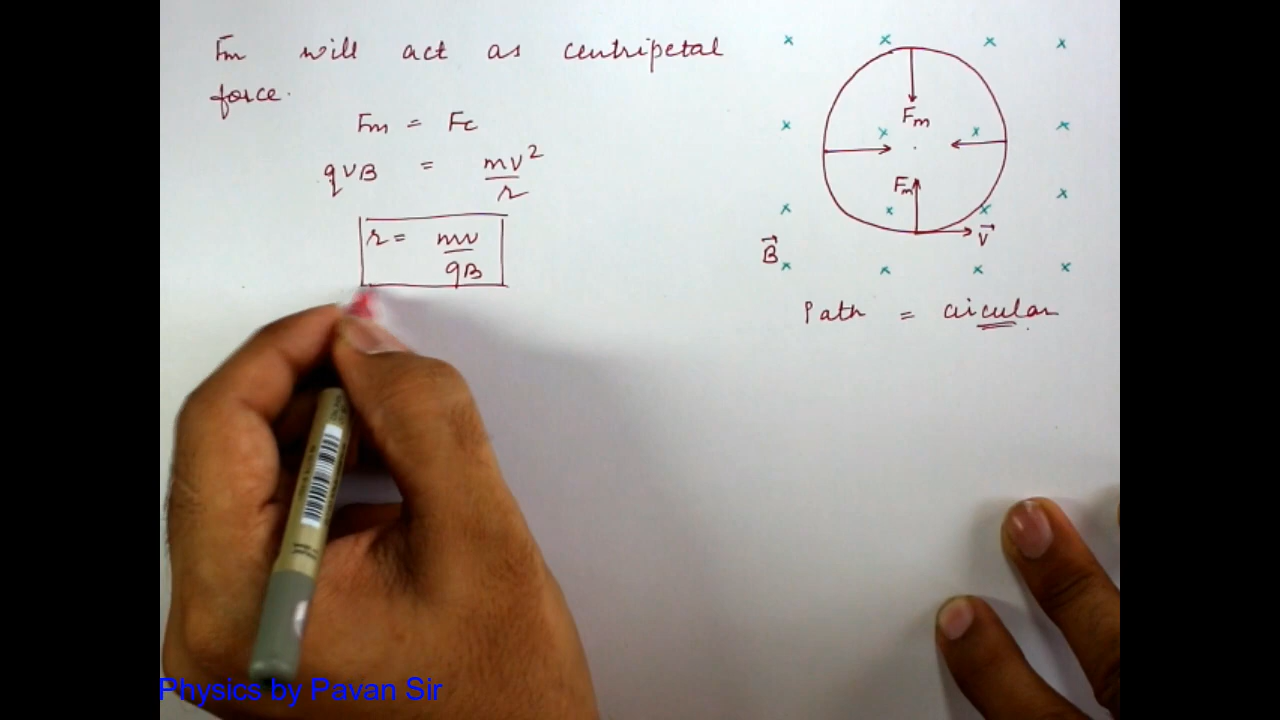 Fm will act as centripetal
force.
Fm = Fc
qvB = mv²/r
r = mv/qB
Fm
Fm
V⃗
B⃗
Path = circular
Physics by Pavan Sir